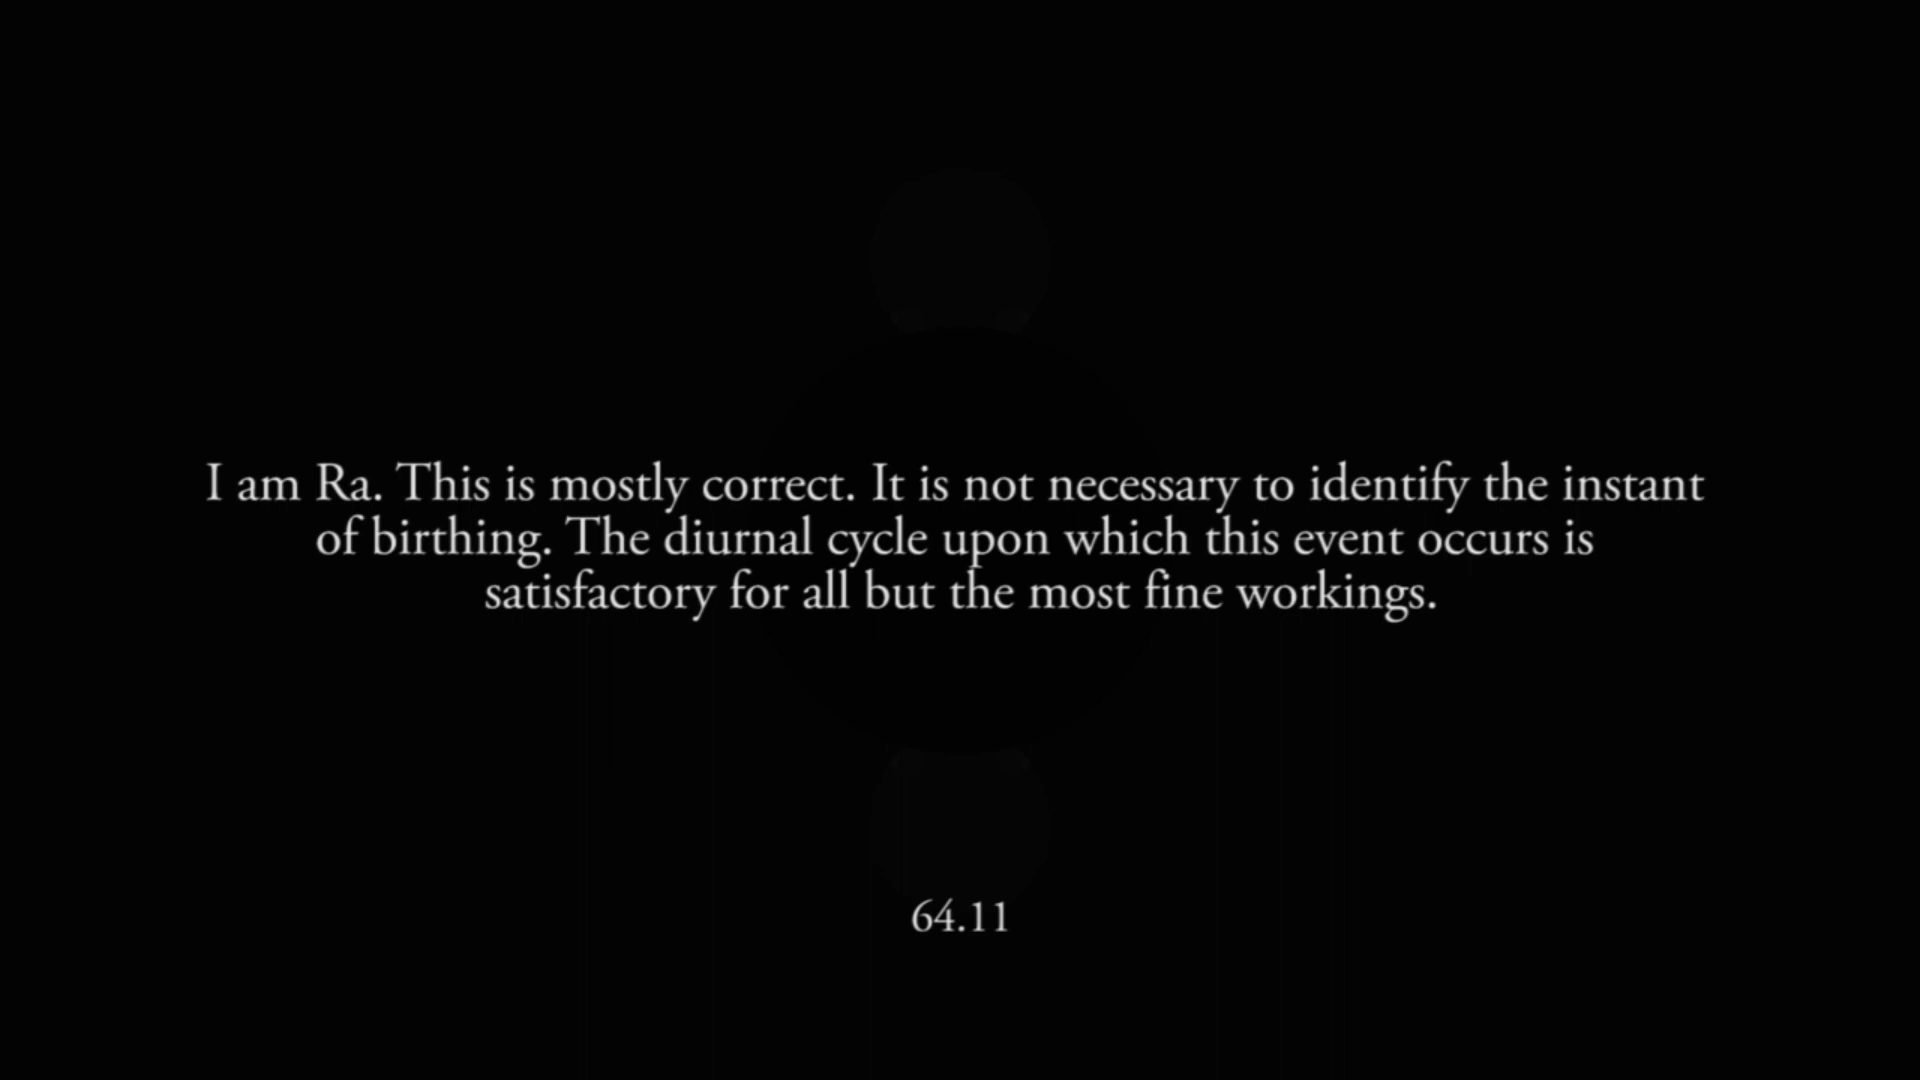 I am Ra. This is mostly correct. It is not necessary to identify the instant
of birthing. The diurnal cycle upon which this event occurs is
satisfactory for all but the most fine workings.
64.11